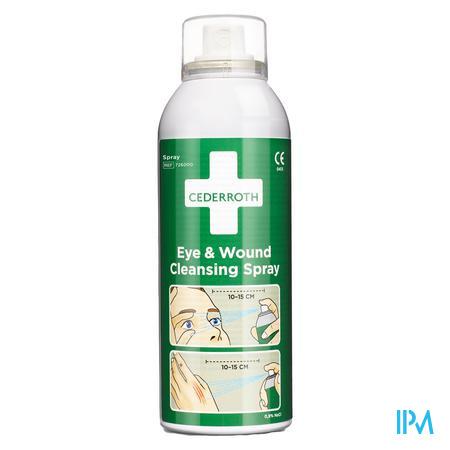 Spray
REF 726000
CE
CEDERROTH
Eye & Wound
Cleansing Spray
10–15 CM
10–15 CM
0,9% NaCl
IPM